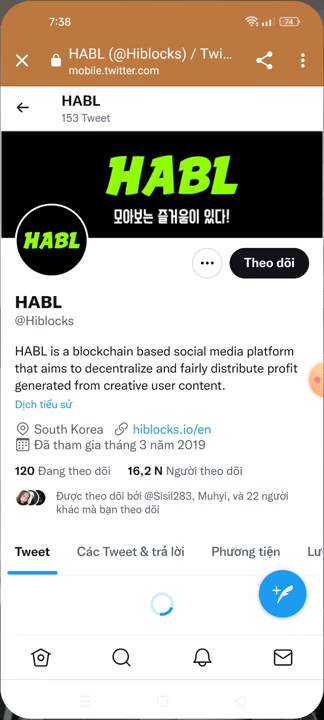 7:38
74
HABL (@Hiblocks) / Twi...
mobile.twitter.com
HABL
153 Tweet
HABL
모아보는 즐거움이 있다!
HABL
Theo dõi
HABL
@Hiblocks
HABL is a blockchain based social media platform
that aims to decentralize and fairly distribute profit
generated from creative user content.
Dịch tiểu sử
South Korea hiblocks.io/en
Đã tham gia tháng 3 năm 2019
120 Đang theo dõi 16,2 N Người theo dõi
Được theo dõi bởi @Sisil283, Muhyi, và 22 người
khác mà bạn theo dõi
Tweet Các Tweet & trả lời Phương tiện Lư